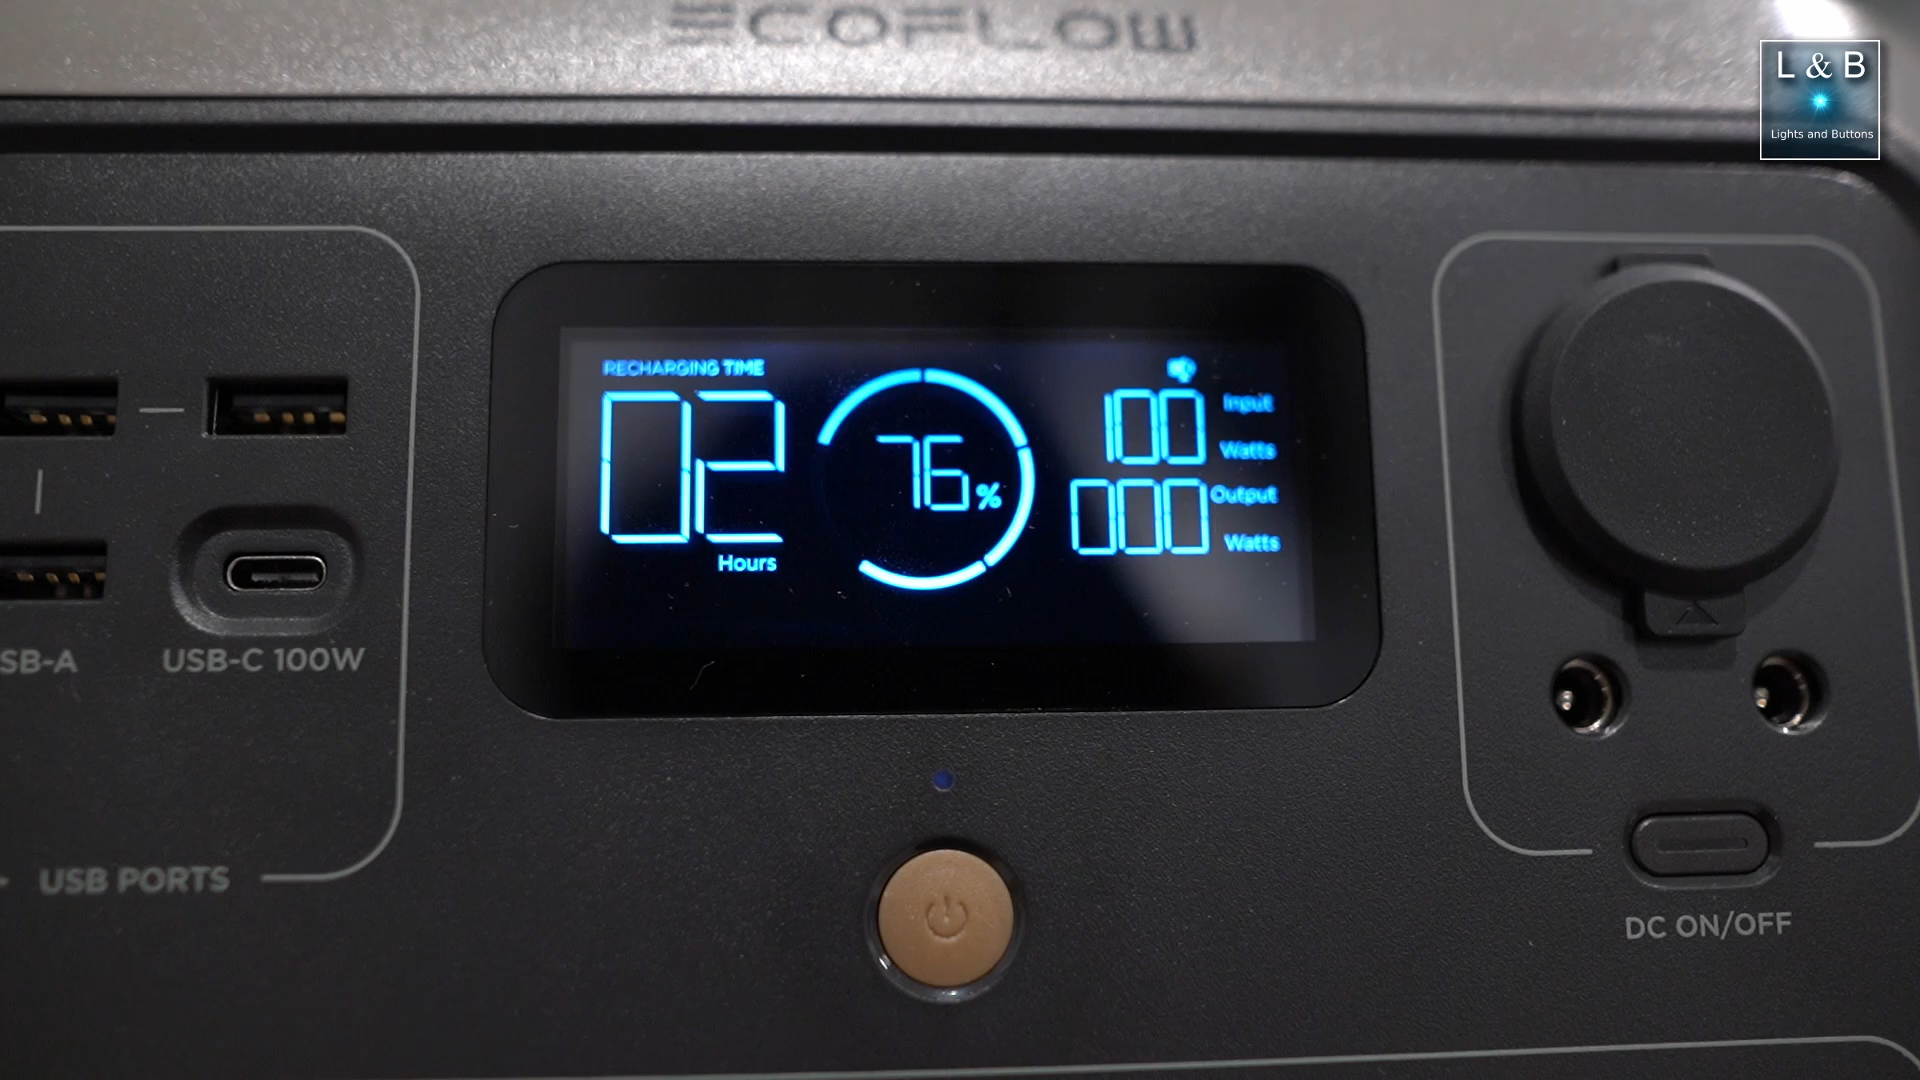 ECOFLOW
L & B
Lights and Buttons
RECHARGING TIME
02
Hours
76%
100 Input
Watts
000 Output
Watts
SB-A
USB-C 100W
USB PORTS
DC ON/OFF